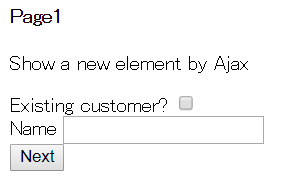 Page1
Show a new element by Ajax
Existing customer?
Name
Next